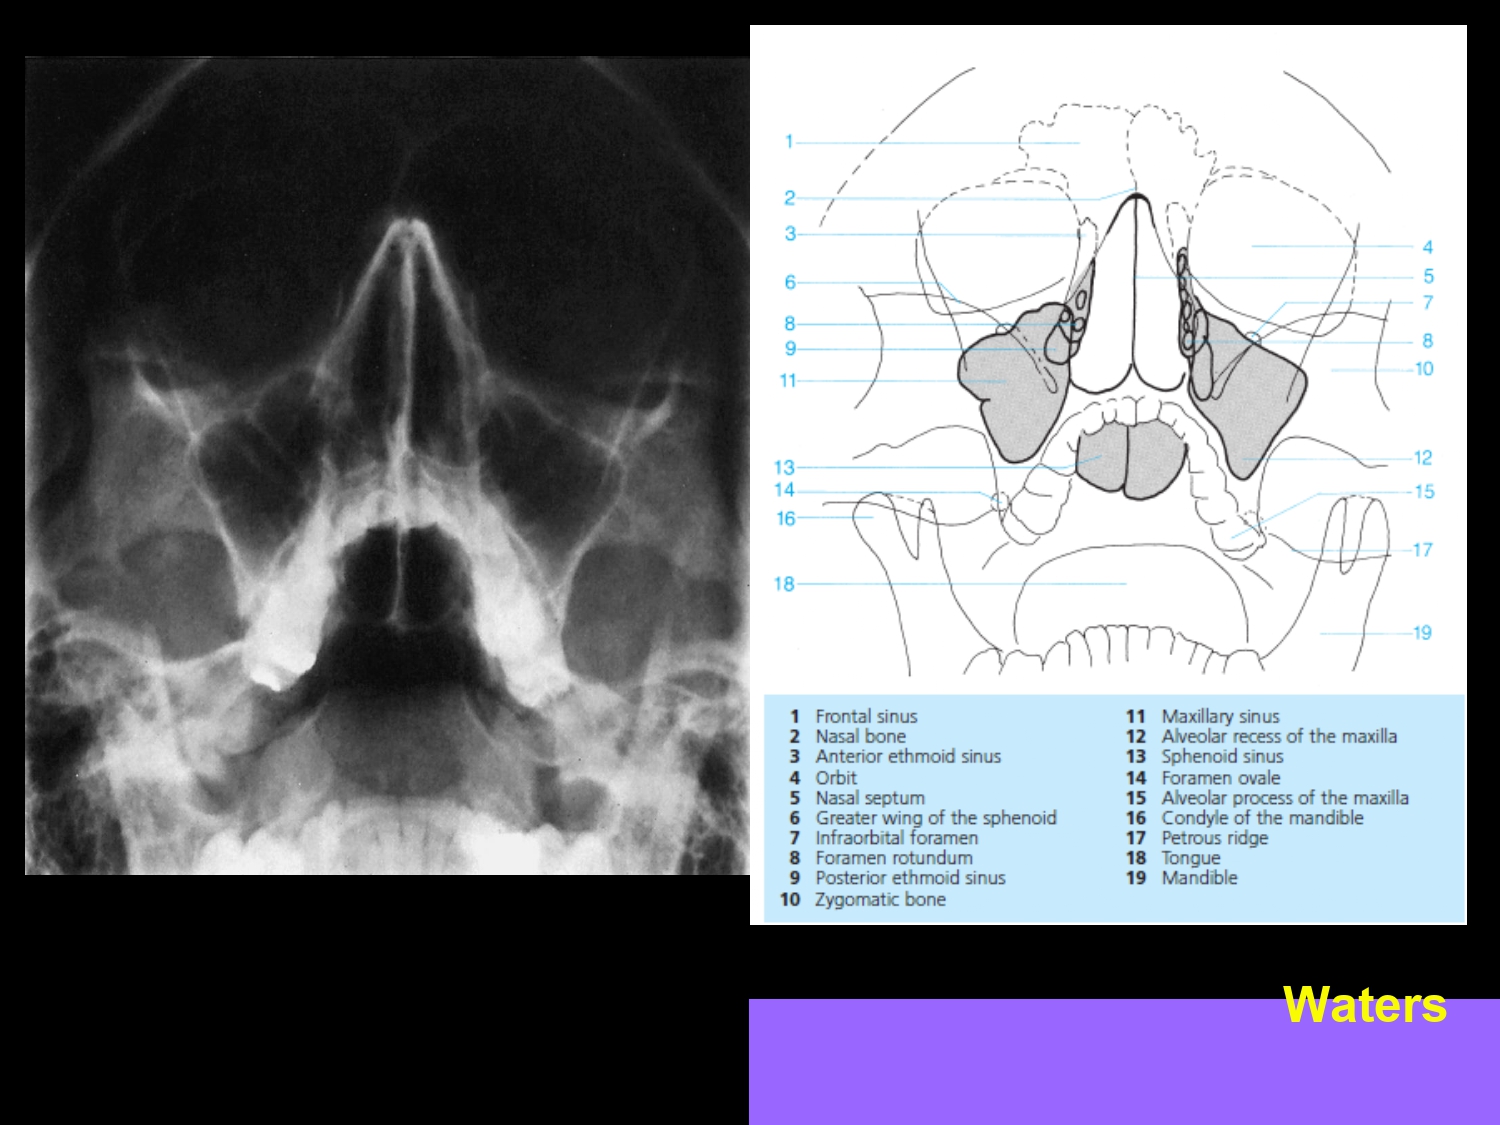 1
2
3
4
5
6
7
8
8
9
10
11
12
13
14
15
16
17
18
19
1 Frontal sinus
2 Nasal bone
3 Anterior ethmoid sinus
4 Orbit
5 Nasal septum
6 Greater wing of the sphenoid
7 Infraorbital foramen
8 Foramen rotundum
9 Posterior ethmoid sinus
10 Zygomatic bone
11 Maxillary sinus
12 Alveolar recess of the maxilla
13 Sphenoid sinus
14 Foramen ovale
15 Alveolar process of the maxilla
16 Condyle of the mandible
17 Petrous ridge
18 Tongue
19 Mandible
Waters